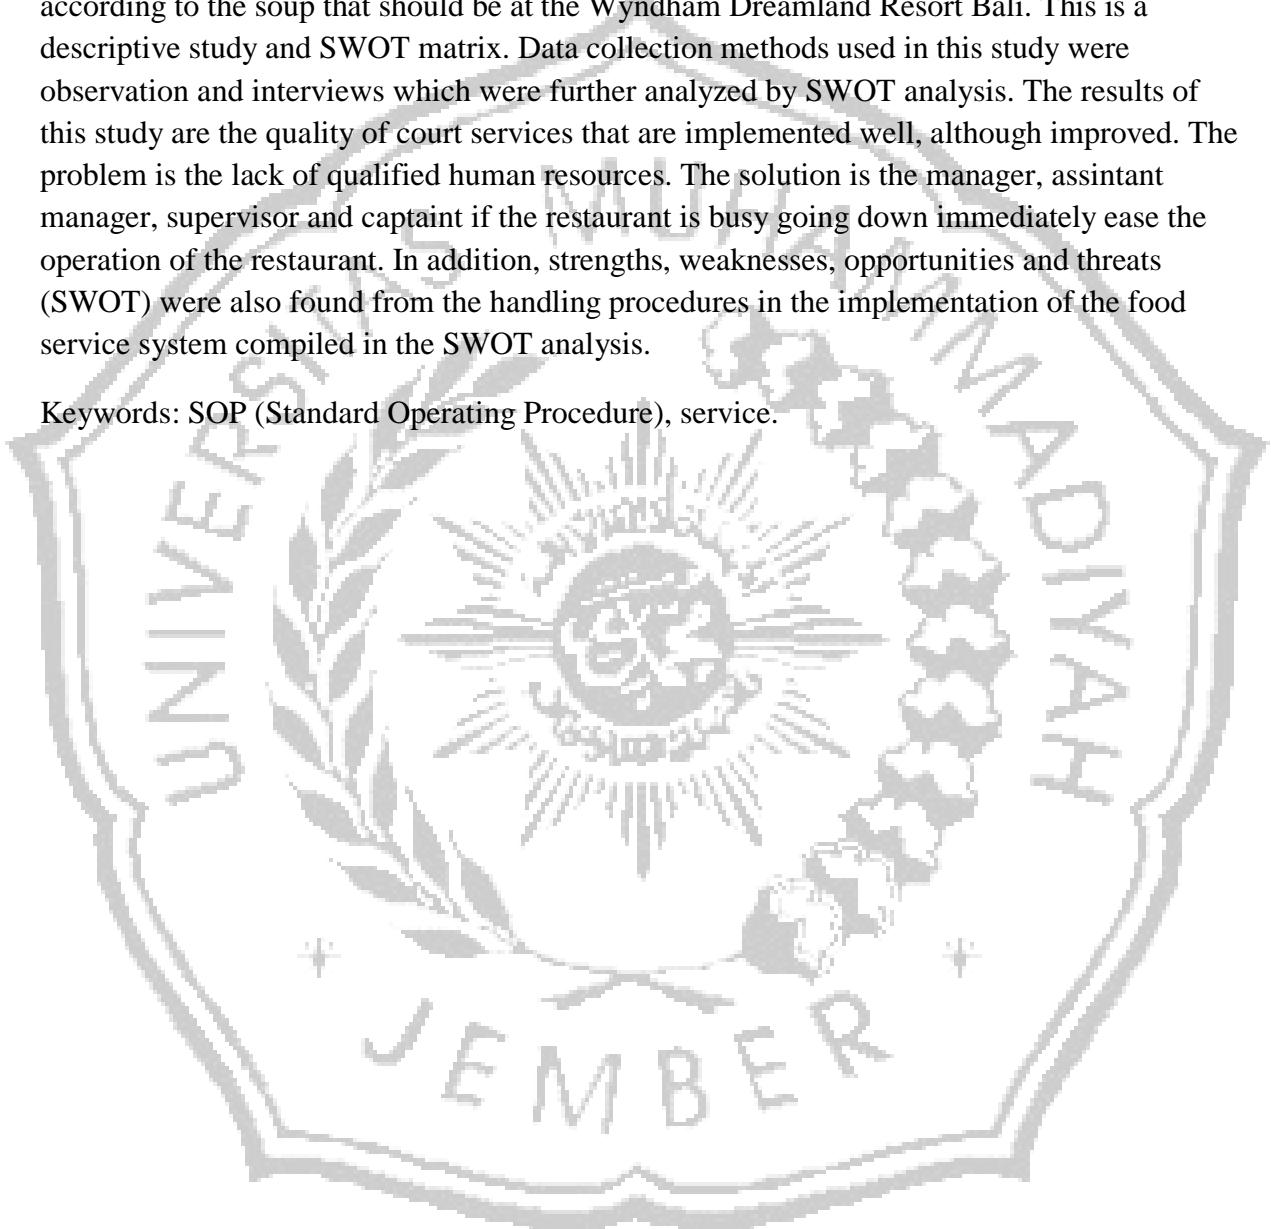 according to the soup that should be at the Wyndham Dreamland Resort Bali. This is a
descriptive study and SWOT matrix. Data collection methods used in this study were
observation and interviews which were further analyzed by SWOT analysis. The results of
this study are the quality of court services that are implemented well, although improved. The
problem is the lack of qualified human resources. The solution is the manager, assintant
manager, supervisor and captaint if the restaurant is busy going down immediately ease the
operation of the restaurant. In addition, strengths, weaknesses, opportunities and threats
(SWOT) were also found from the handling procedures in the implementation of the food
service system compiled in the SWOT analysis.
Keywords: SOP (Standard Operating Procedure), service.
UNIVERSITAS MUHAMMADIYAH
JEMBER